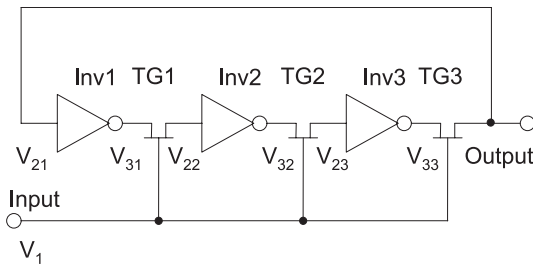 Inv1 TG1 Inv2 TG2 Inv3 TG3
V21 V31 V22 V32 V23 V33 Output
Input
V1